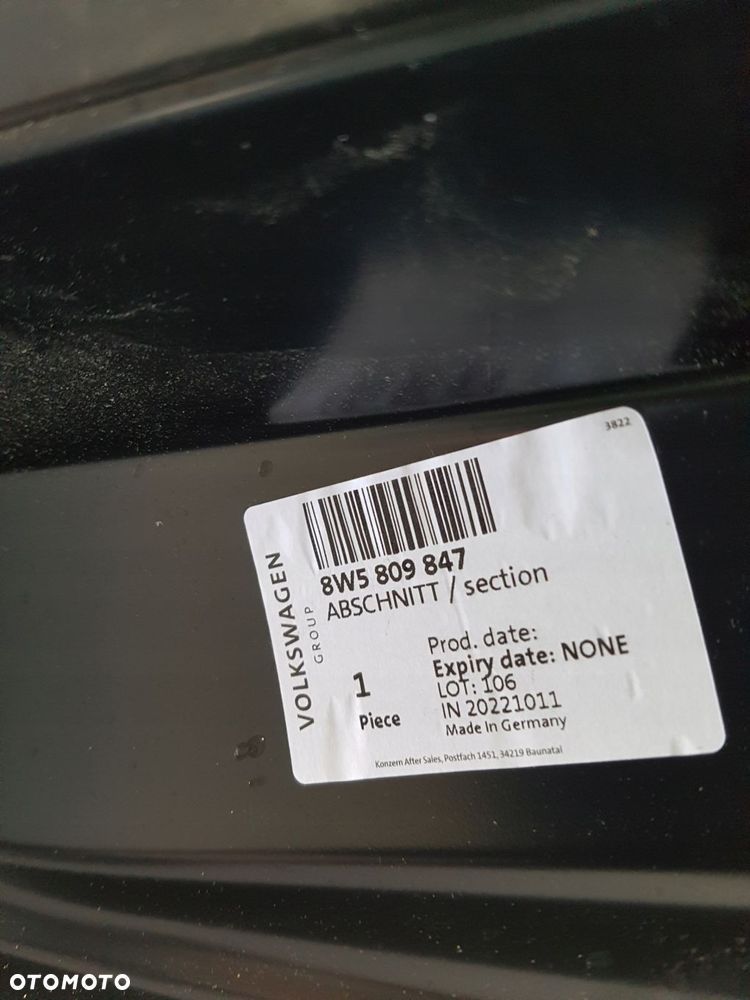 3822
VOLKSWAGEN
GROUP
8W5 809 847
ABSCHNITT / section
1
Piece
Prod. date:
Expiry date: NONE
LOT: 106
IN 20221011
Made In Germany
Konzern After Sales, Postfach 1451, 34219 Baunatal
OTOMOTO